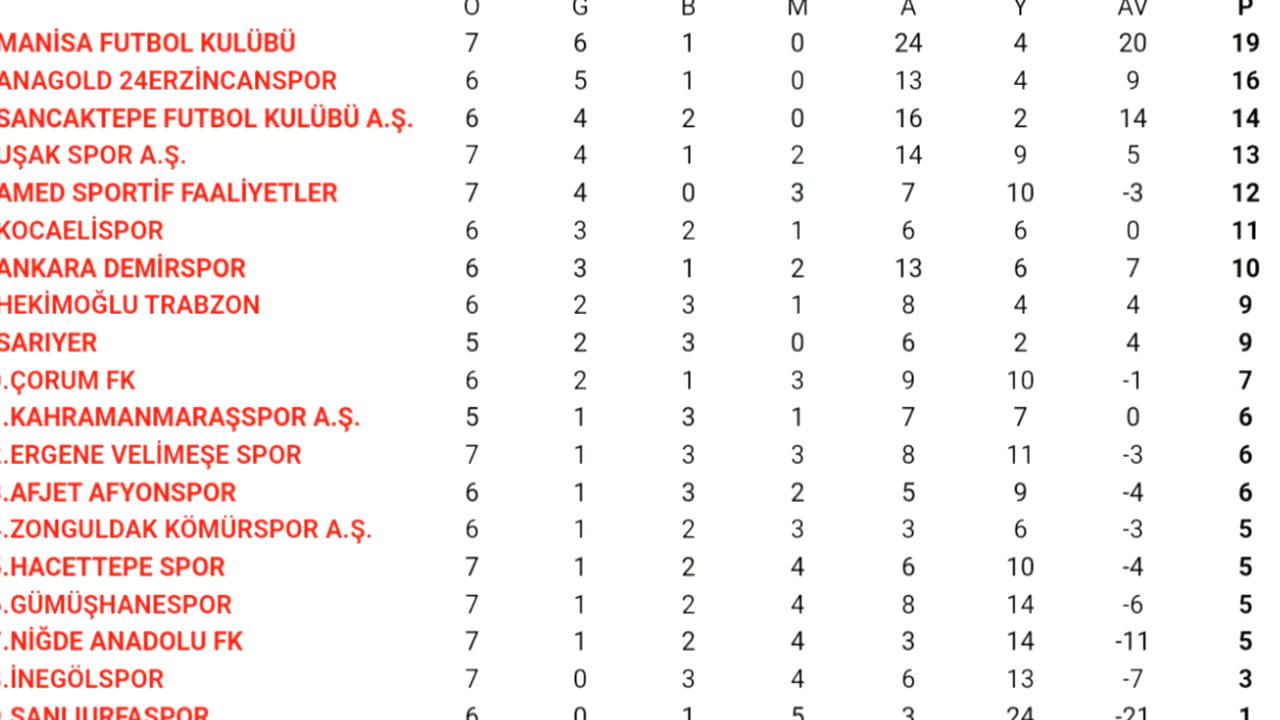 O G B M A Y AV P
MANİSA FUTBOL KULÜBÜ 7 6 1 0 24 4 20 19
ANAGOLD 24ERZİNCANSPOR 6 5 1 0 13 4 9 16
SANCAKTEPE FUTBOL KULÜBÜ A.Ş. 6 4 2 0 16 2 14 14
UŞAK SPOR A.Ş. 7 4 1 2 14 9 5 13
AMED SPORTİF FAALİYETLER 7 4 0 3 7 10 -3 12
KOCAELİSPOR 6 3 2 1 6 6 0 11
ANKARA DEMİRSPOR 6 3 1 2 13 6 7 10
HEKİMOĞLU TRABZON 6 2 3 1 8 4 4 9
SARIYER 5 2 3 0 6 2 4 9
.ÇORUM FK 6 2 1 3 9 10 -1 7
.KAHRAMANMARAŞSPOR A.Ş. 5 1 3 1 7 7 0 6
.ERGENE VELİMEŞE SPOR 7 1 3 3 8 11 -3 6
.AFJET AFYONSPOR 6 1 3 2 5 9 -4 6
.ZONGULDAK KÖMÜRSPOR A.Ş. 6 1 2 3 3 6 -3 5
.HACETTEPE SPOR 7 1 2 4 6 10 -4 5
.GÜMÜŞHANESPOR 7 1 2 4 8 14 -6 5
.NİĞDE ANADOLU FK 7 1 2 4 3 14 -11 5
.İNEGÖLSPOR 7 0 3 4 6 13 -7 3
.ŞANLIURFASPOR 6 0 1 5 3 24 -21 1